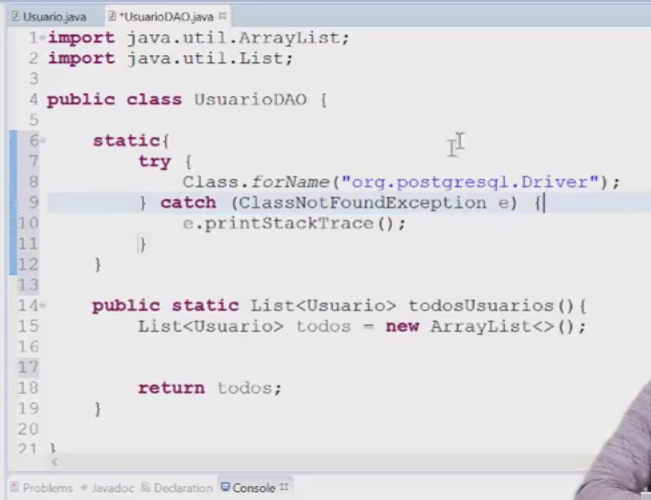 Usuario.java *UsuarioDAO.java
1 import java.util.ArrayList;
2 import java.util.List;
3
4 public class UsuarioDAO {
5
6 static{
7 try {
8 Class.forName("org.postgresql.Driver");
9 } catch (ClassNotFoundException e) {
10 e.printStackTrace();
11 }
12 }
13
14 public static List<Usuario> todosUsuarios(){
15 List<Usuario> todos = new ArrayList<>();
16
17
18 return todos;
19 }
20
21 }
Problems Javadoc Declaration Console